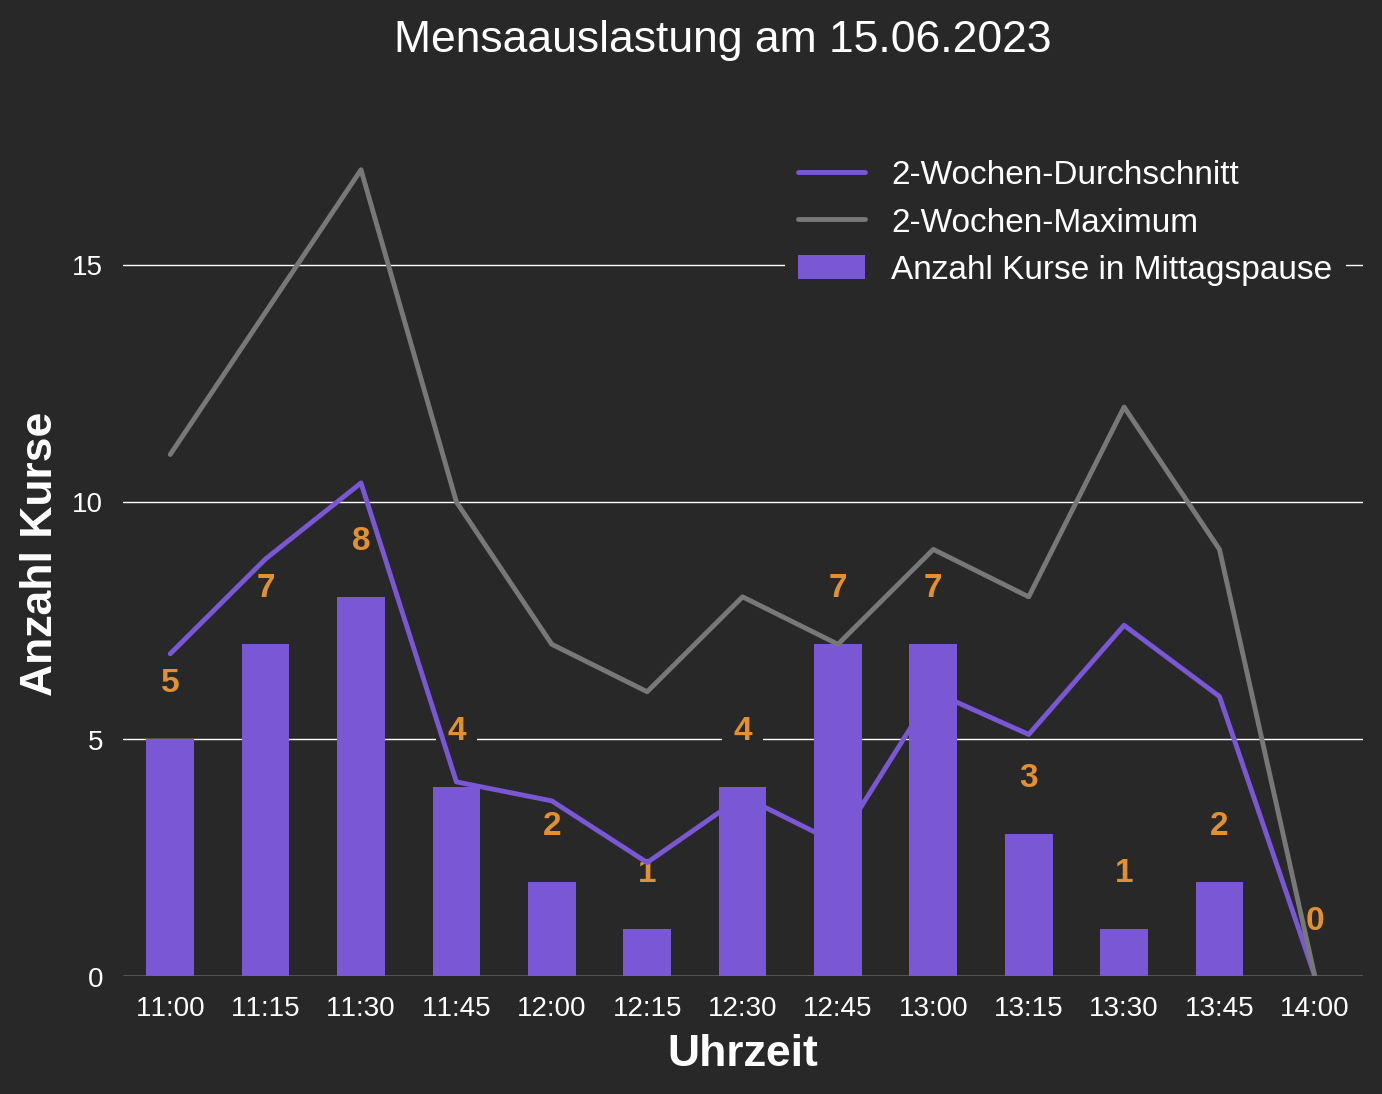 Mensaauslastung am 15.06.2023
2-Wochen-Durchschnitt
2-Wochen-Maximum
Anzahl Kurse in Mittagspause
Anzahl Kurse
15
10
5
0
5
7
8
4
2
1
4
7
7
3
1
2
0
11:00 11:15 11:30 11:45 12:00 12:15 12:30 12:45 13:00 13:15 13:30 13:45 14:00
Uhrzeit